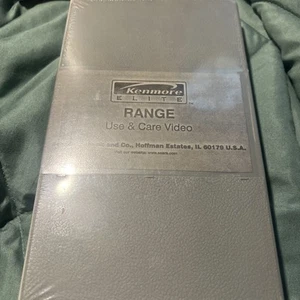 Kenmore
ELITE
RANGE
Use & Care Video
and Co., Hoffman Estates, IL 60179 U.S.A.